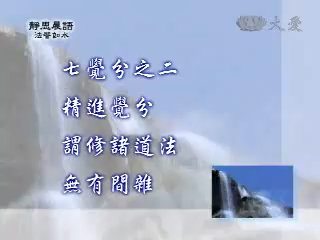 靜思晨語
法譬如水
大愛
七覺分之二
精進覺分
謂修諸道法
無有間雜